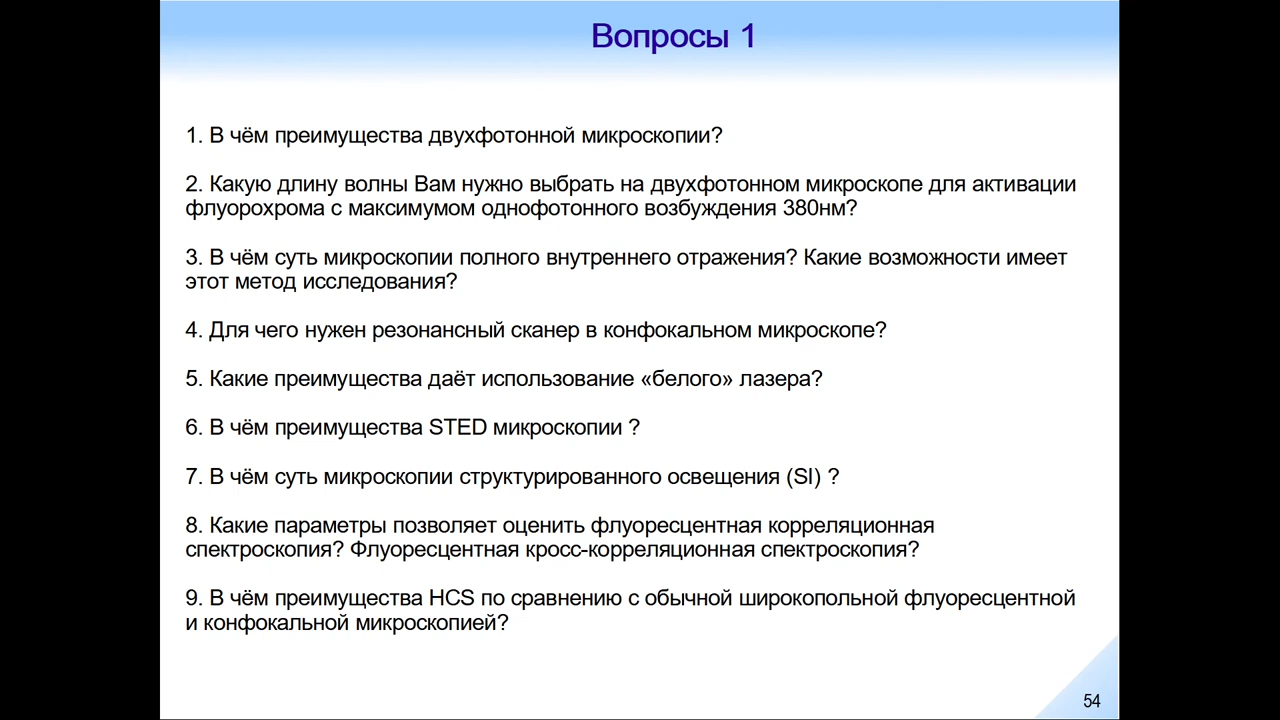 Вопросы 1
1. В чём преимущества двухфотонной микроскопии?
2. Какую длину волны Вам нужно выбрать на двухфотонном микроскопе для активации
флуорохрома с максимумом однофотонного возбуждения 380нм?
3. В чём суть микроскопии полного внутреннего отражения? Какие возможности имеет
этот метод исследования?
4. Для чего нужен резонансный сканер в конфокальном микроскопе?
5. Какие преимущества даёт использование «белого» лазера?
6. В чём преимущества STED микроскопии ?
7. В чём суть микроскопии структурированного освещения (SI) ?
8. Какие параметры позволяет оценить флуоресцентная корреляционная
спектроскопия? Флуоресцентная кросс-корреляционная спектроскопия?
9. В чём преимущества HCS по сравнению с обычной широкопольной флуоресцентной
и конфокальной микроскопией?
54